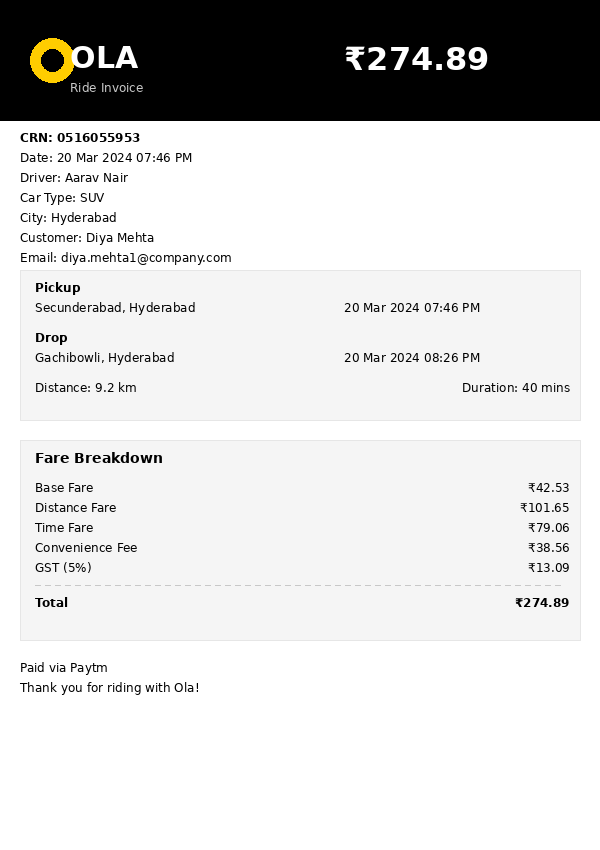 OLA
₹274.89
Ride Invoice
CRN: 0516055953
Date: 20 Mar 2024 07:46 PM
Driver: Aarav Nair
Car Type: SUV
City: Hyderabad
Customer: Diya Mehta
Email: diya.mehta1@company.com
Pickup
Secunderabad, Hyderabad 20 Mar 2024 07:46 PM
Drop
Gachibowli, Hyderabad 20 Mar 2024 08:26 PM
Distance: 9.2 km Duration: 40 mins
Fare Breakdown
Base Fare ₹42.53
Distance Fare ₹101.65
Time Fare ₹79.06
Convenience Fee ₹38.56
GST (5%) ₹13.09
Total ₹274.89
Paid via Paytm
Thank you for riding with Ola!